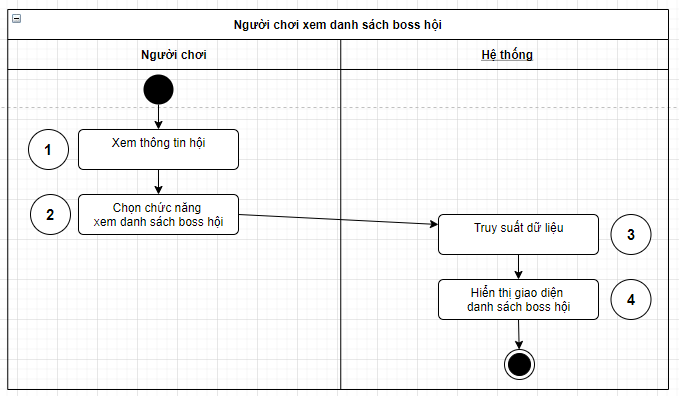 Người chơi xem danh sách boss hội
Người chơi
Hệ thống
1
Xem thông tin hội
2
Chọn chức năng
xem danh sách boss hội
Truy suất dữ liệu
3
Hiển thị giao diện
danh sách boss hội
4